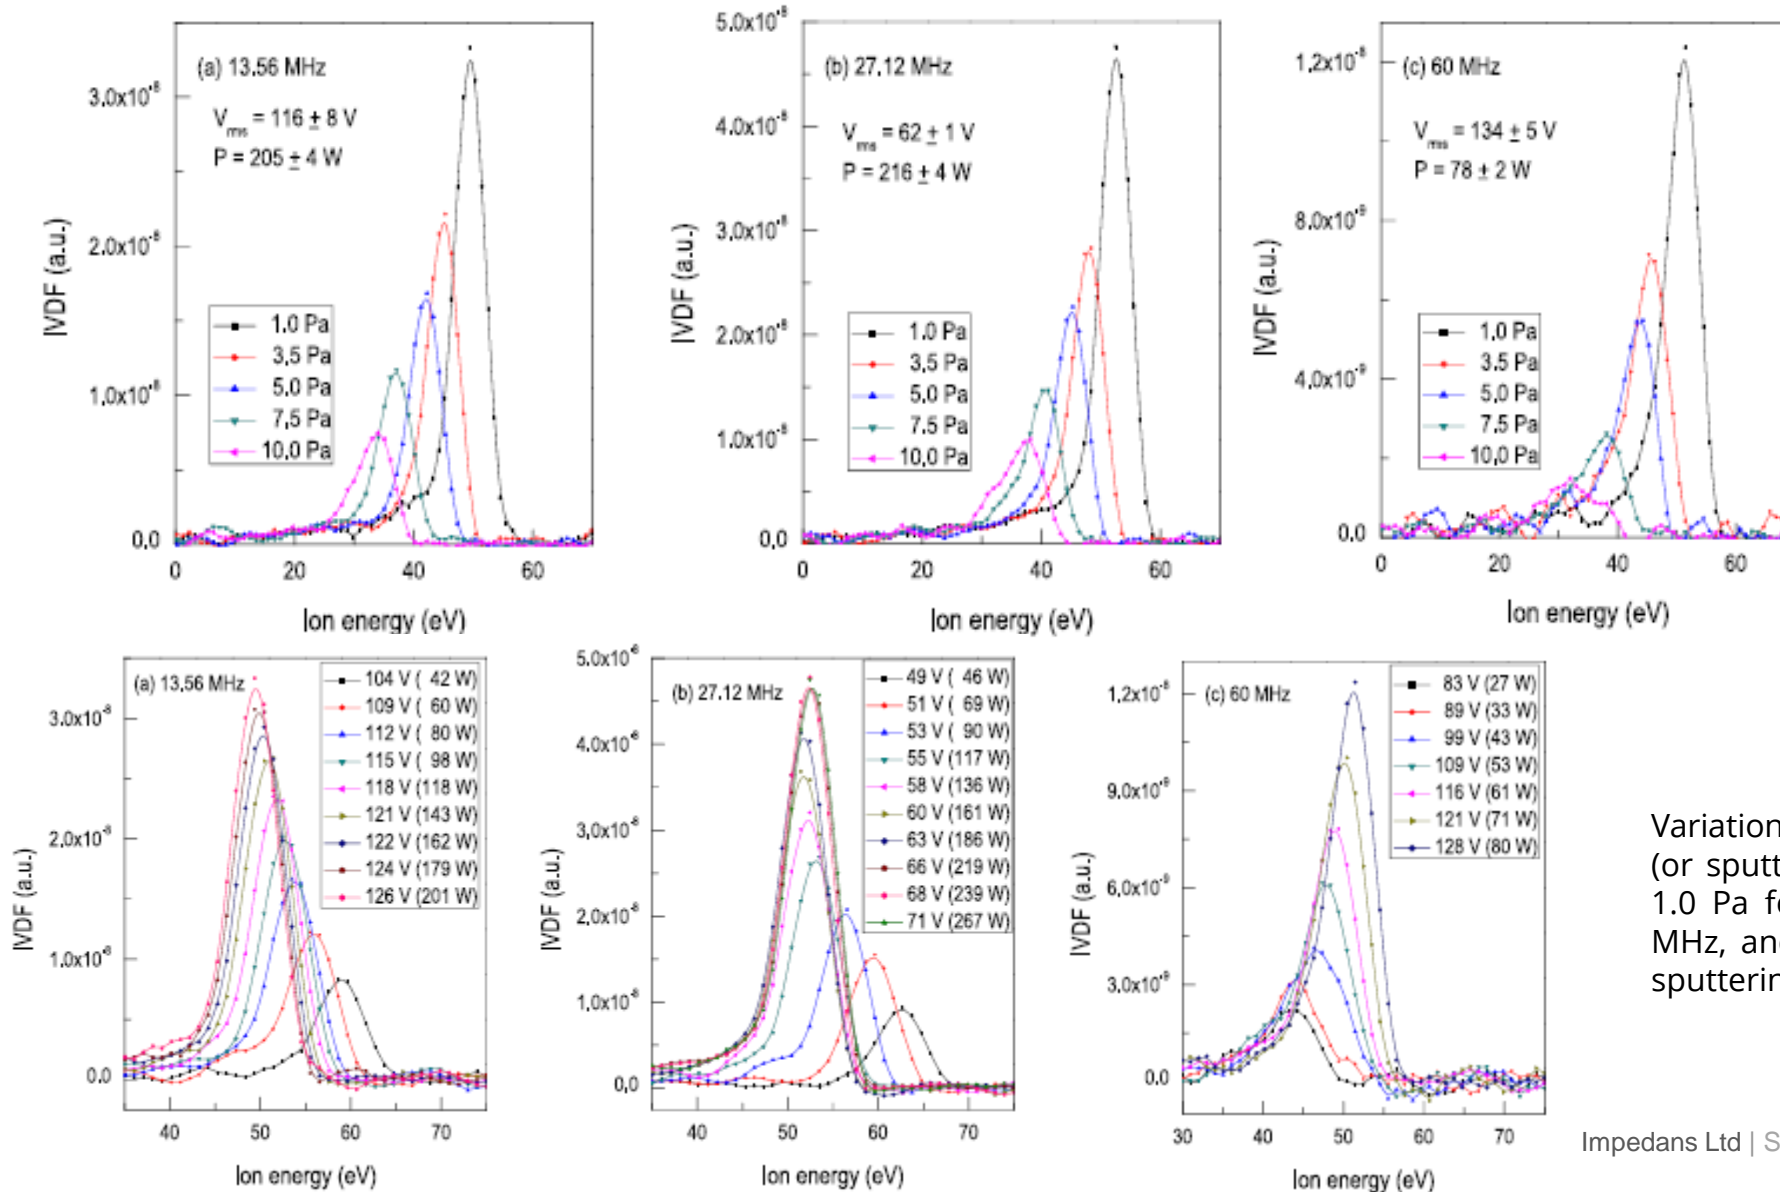 (a) 13.56 MHz
Vrms = 116 ± 8 V
P = 205 ± 4 W
3.0x10⁻⁸
2.0x10⁻⁸
1.0x10⁻⁸
0.0
IVDF (a.u.)
1.0 Pa
3.5 Pa
5.0 Pa
7.5 Pa
10.0 Pa
0 20 40 60
Ion energy (eV)
(b) 27.12 MHz
Vrms = 62 ± 1 V
P = 216 ± 4 W
5.0x10⁻⁸
4.0x10⁻⁸
3.0x10⁻⁸
2.0x10⁻⁸
1.0x10⁻⁸
0.0
IVDF (a.u.)
1.0 Pa
3.5 Pa
5.0 Pa
7.5 Pa
10.0 Pa
0 20 40 60
Ion energy (eV)
(c) 60 MHz
Vrms = 134 ± 5 V
P = 78 ± 2 W
1.2x10⁻⁸
8.0x10⁻⁹
4.0x10⁻⁹
0.0
IVDF (a.u.)
1.0 Pa
3.5 Pa
5.0 Pa
7.5 Pa
10.0 Pa
0 20 40 60
Ion energy (eV)
(a) 13.56 MHz
3.0x10⁻⁸
2.0x10⁻⁸
1.0x10⁻⁸
0.0
IVDF (a.u.)
104 V ( 42 W)
109 V ( 60 W)
112 V ( 80 W)
115 V ( 98 W)
118 V (118 W)
121 V (143 W)
122 V (162 W)
124 V (179 W)
126 V (201 W)
40 50 60 70
Ion energy (eV)
(b) 27.12 MHz
5.0x10⁻⁸
4.0x10⁻⁸
3.0x10⁻⁸
2.0x10⁻⁸
1.0x10⁻⁸
0.0
IVDF (a.u.)
49 V ( 46 W)
51 V ( 69 W)
53 V ( 90 W)
55 V (117 W)
58 V (136 W)
60 V (161 W)
63 V (186 W)
66 V (219 W)
68 V (239 W)
71 V (267 W)
40 50 60 70
Ion energy (eV)
(c) 60 MHz
1.2x10⁻⁸
9.0x10⁻⁹
6.0x10⁻⁹
3.0x10⁻⁹
0.0
IVDF (a.u.)
83 V (27 W)
89 V (33 W)
99 V (43 W)
109 V (53 W)
116 V (61 W)
121 V (71 W)
128 V (80 W)
30 40 50 60 70
Ion energy (eV)
Variation
(or sputt
1.0 Pa fo
MHz, and
sputterin
Impedans Ltd | S